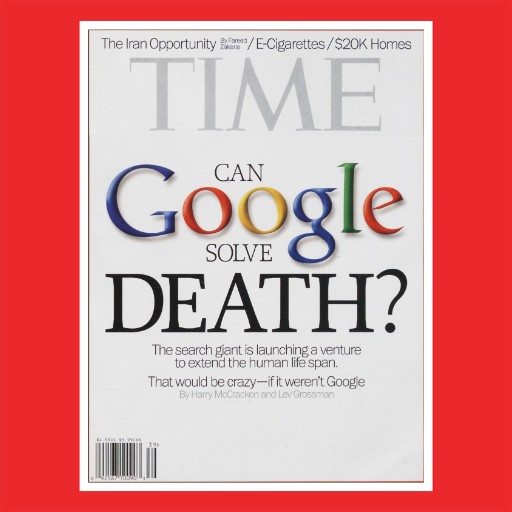 The Iran Opportunity By Fareed Zakaria / E-Cigarettes / $20K Homes
TIME
CAN
Google
SOLVE
DEATH?
The search giant is launching a venture
to extend the human life span.
That would be crazy—if it weren't Google
By Harry McCracken and Lev Grossman